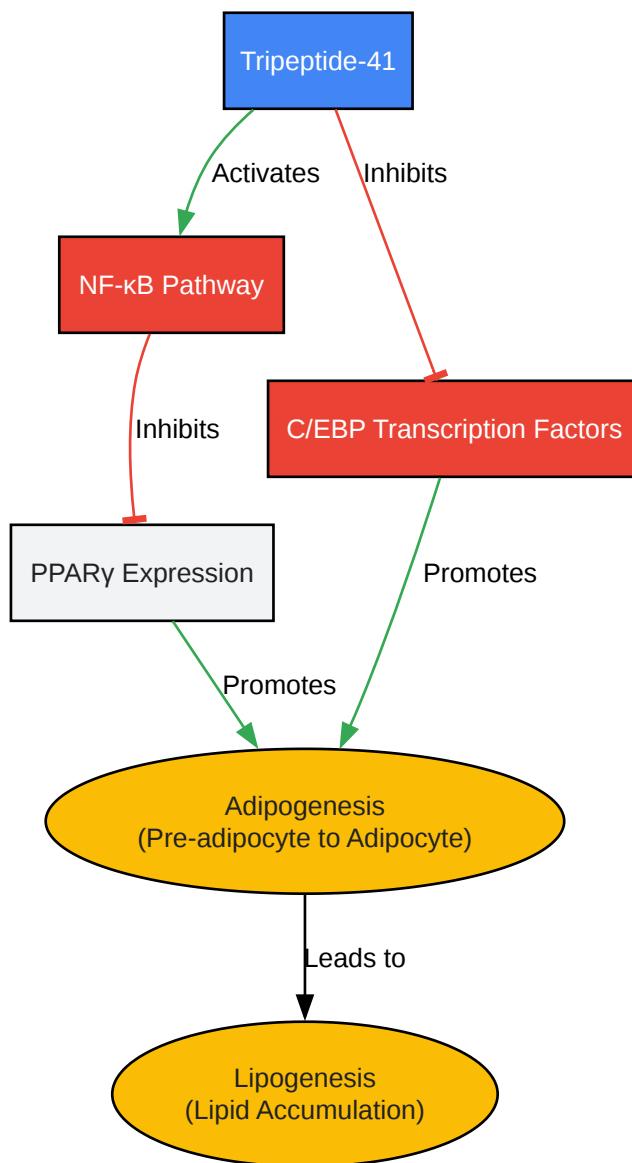 Tripeptide-41
Activates
Inhibits
NF-κB Pathway
Inhibits
C/EBP Transcription Factors
PPARγ Expression
Promotes
Promotes
Adipogenesis
(Pre-adipocyte to Adipocyte)
Leads to
Lipogenesis
(Lipid Accumulation)